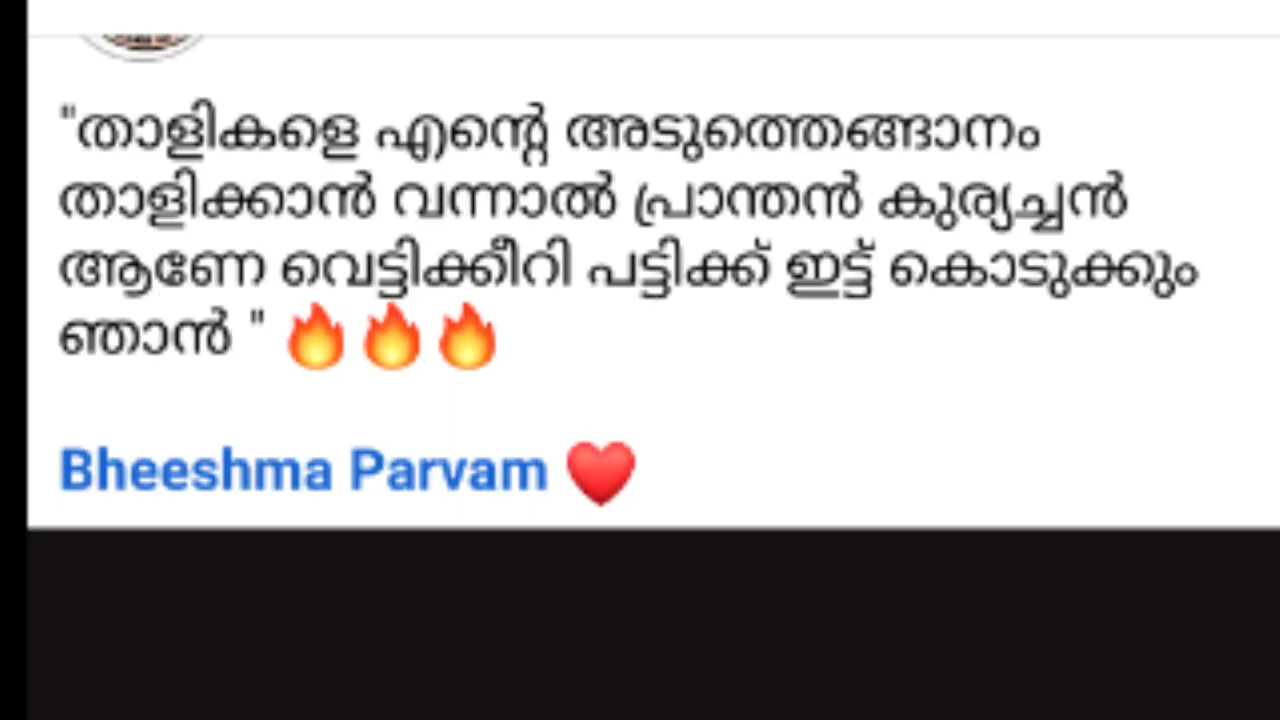 "താളികളെ എന്റെ അടുത്തെങ്ങാനം
താളിക്കാൻ വന്നാൽ പ്രാന്തൻ കുര്യച്ചൻ
ആണേ വെട്ടിക്കീറി പട്ടിക്ക് ഇട്ട് കൊടുക്കും
ഞാൻ " 🔥🔥🔥
Bheeshma Parvam ❤️